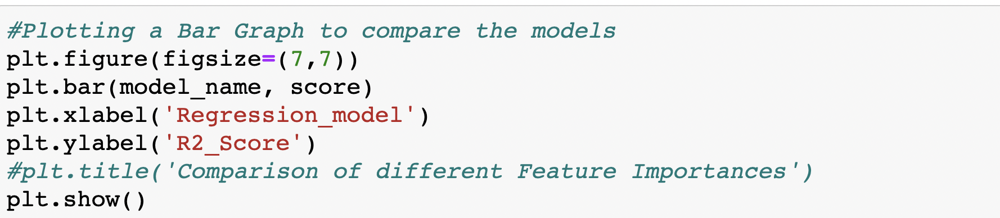 #Plotting a Bar Graph to compare the models
plt.figure(figsize=(7,7))
plt.bar(model_name, score)
plt.xlabel('Regression_model')
plt.ylabel('R2_Score')
#plt.title('Comparison of different Feature Importances')
plt.show()